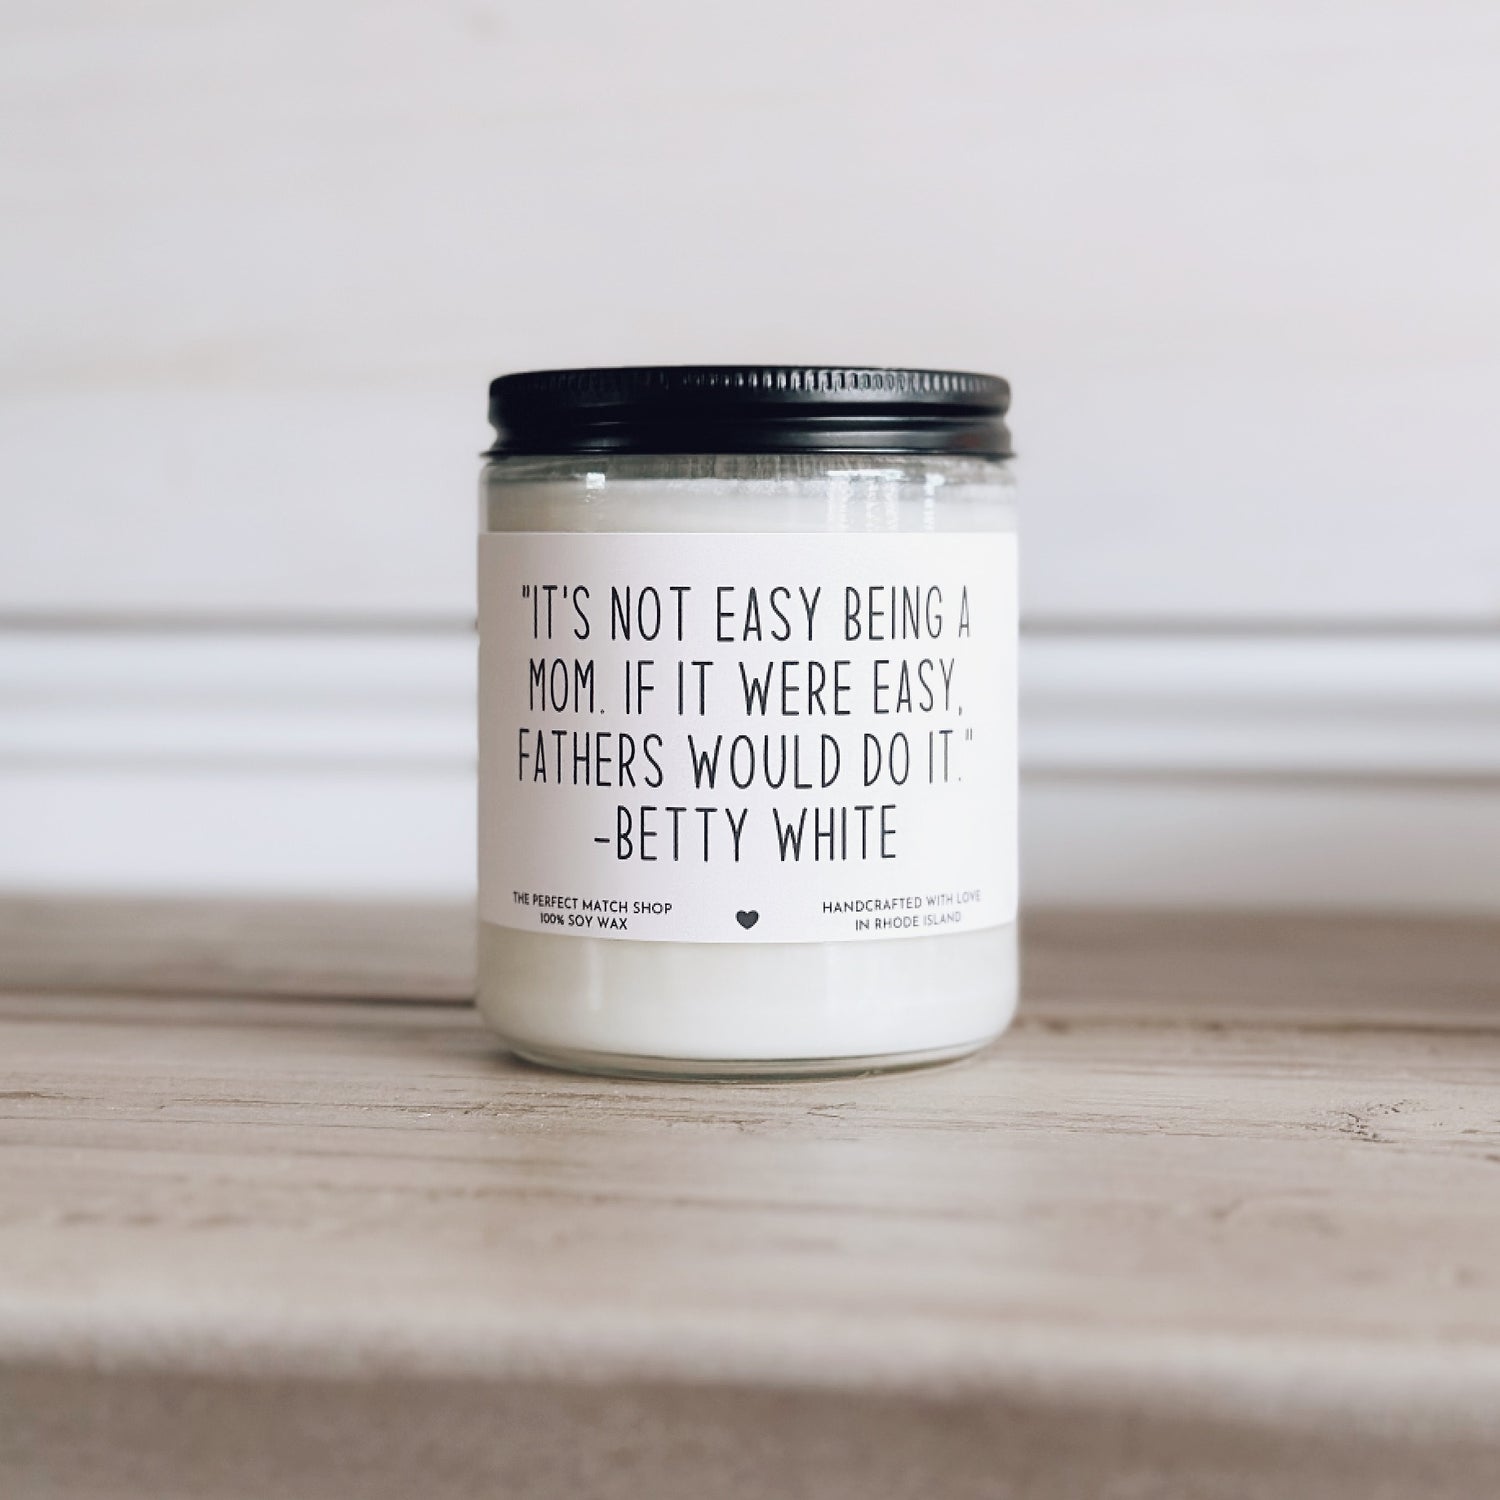 "IT'S NOT EASY BEING A
MOM. IF IT WERE EASY,
FATHERS WOULD DO IT."
-BETTY WHITE
THE PERFECT MATCH SHOP
100% SOY WAX
HANDCRAFTED WITH LOVE
IN RHODE ISLAND